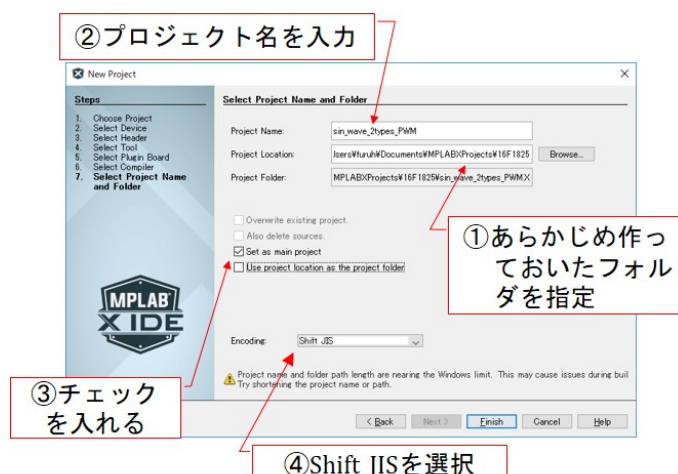 ②プロジェクト名を入力
New Project
Steps
1. Choose Project
2. Select Device
3. Select Header
4. Select Tool
5. Select Plugin Board
6. Select Compiler
7. Select Project Name
and Folder
Select Project Name and Folder
Project Name: sin_wave_2types_PWM
Project Location: Jsers¥furuh¥Documents¥MPLABXProjects¥16F1825 Browse...
Project Folder: MPLABXProjects¥16F1825¥sin_wave_2types_PWM.X
Overwrite existing project.
Also delete sources.
Set as main project
Use project location as the project folder
①あらかじめ作っ
ておいたフォル
ダを指定
MPLAB
X IDE
Encoding: Shift JIS
Project name and folder path length are nearing the Windows limit. This may cause issues during buil
Try shortening the project name or path.
③チェック
を入れる
< Back Next > Finish Cancel Help
④Shift JISを選択